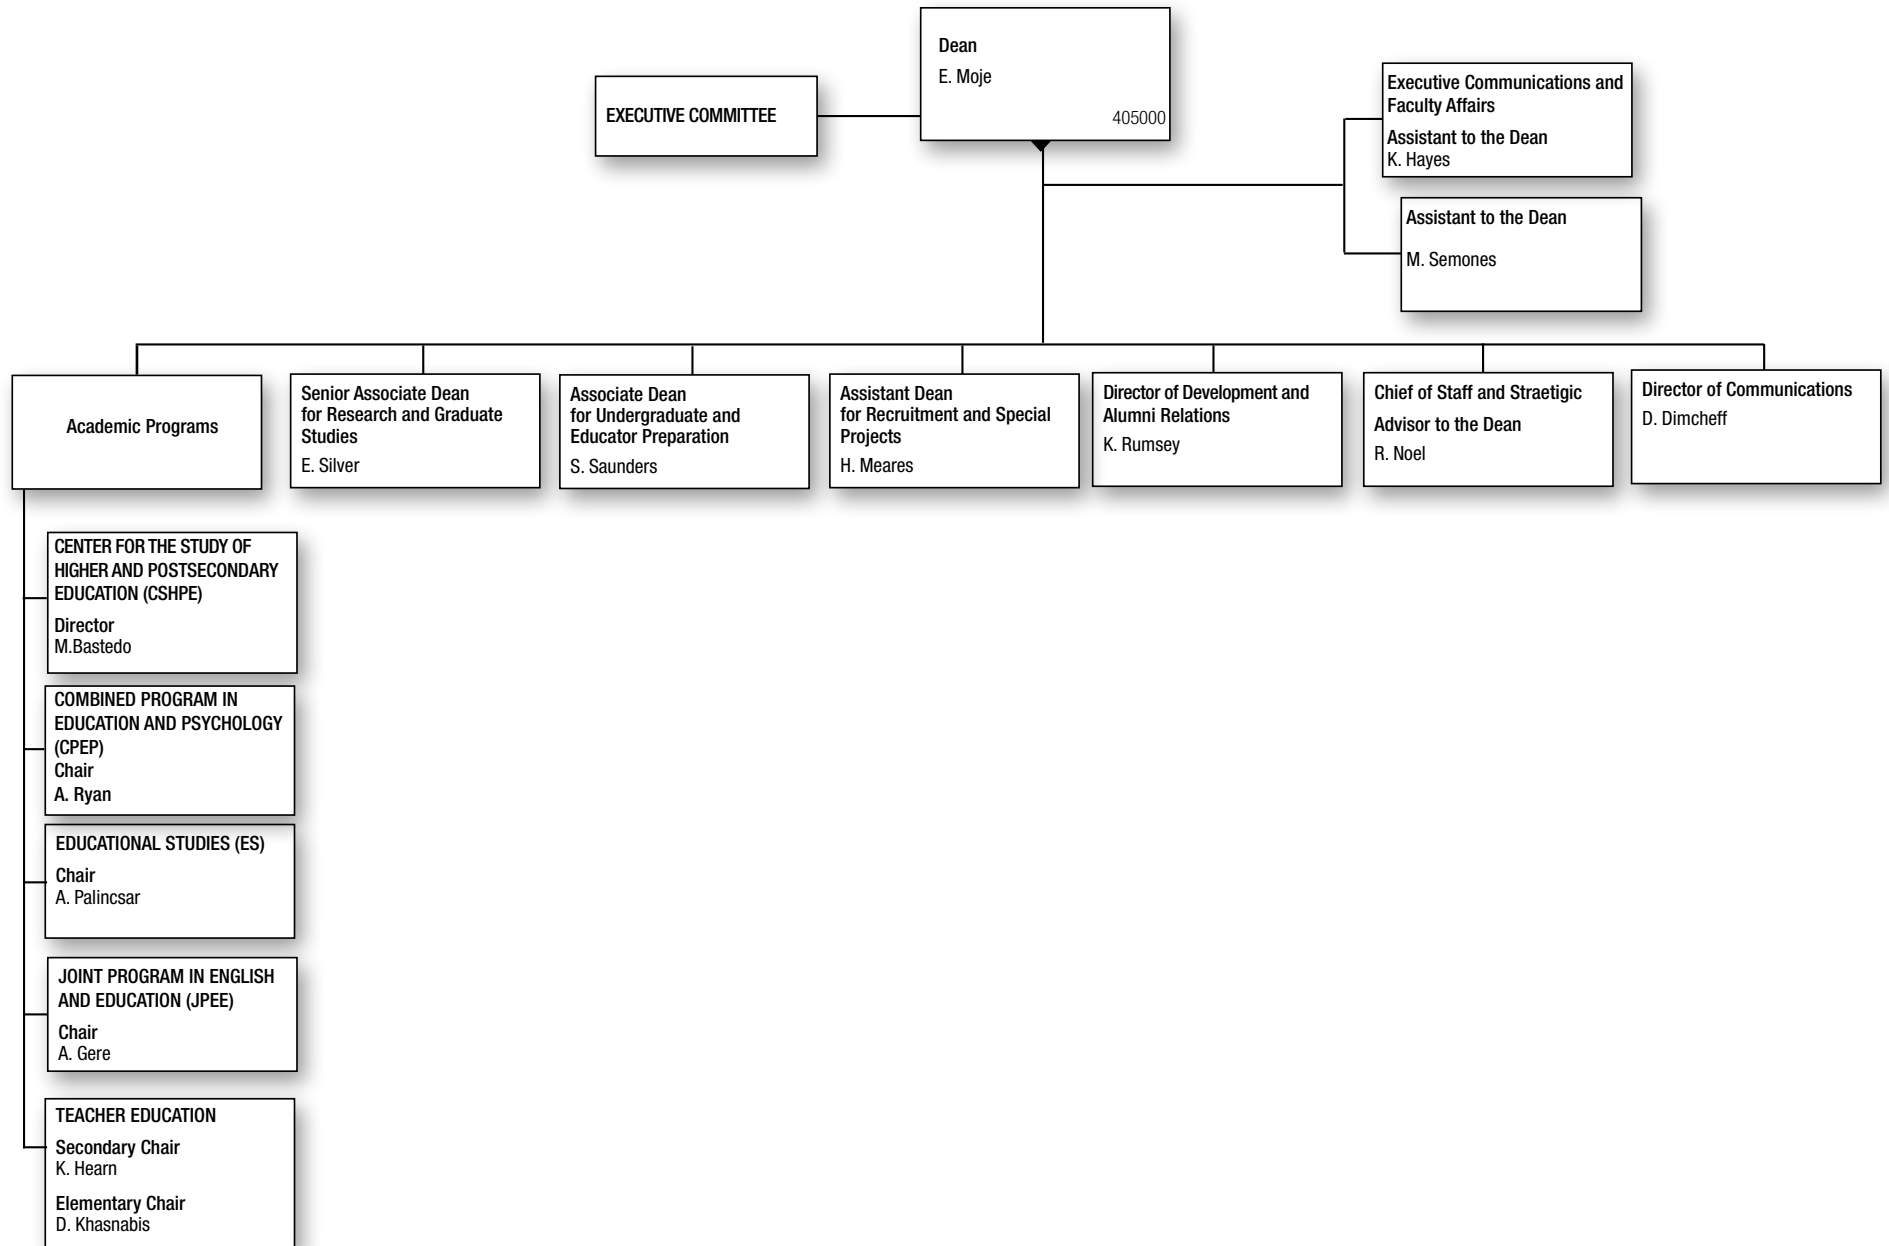 Dean
E. Moje
405000
EXECUTIVE COMMITTEE
Executive Communications and
Faculty Affairs
Assistant to the Dean
K. Hayes
Assistant to the Dean
M. Semones
Academic Programs
Senior Associate Dean
for Research and Graduate
Studies
E. Silver
Associate Dean
for Undergraduate and
Educator Preparation
S. Saunders
Assistant Dean
for Recruitment and Special
Projects
H. Meares
Director of Development and
Alumni Relations
K. Rumsey
Chief of Staff and Straetigic
Advisor to the Dean
R. Noel
Director of Communications
D. Dimcheff
CENTER FOR THE STUDY OF
HIGHER AND POSTSECONDARY
EDUCATION (CSHPE)
Director
M.Bastedo
COMBINED PROGRAM IN
EDUCATION AND PSYCHOLOGY
(CPEP)
Chair
A. Ryan
EDUCATIONAL STUDIES (ES)
Chair
A. Palincsar
JOINT PROGRAM IN ENGLISH
AND EDUCATION (JPEE)
Chair
A. Gere
TEACHER EDUCATION
Secondary Chair
K. Hearn
Elementary Chair
D. Khasnabis